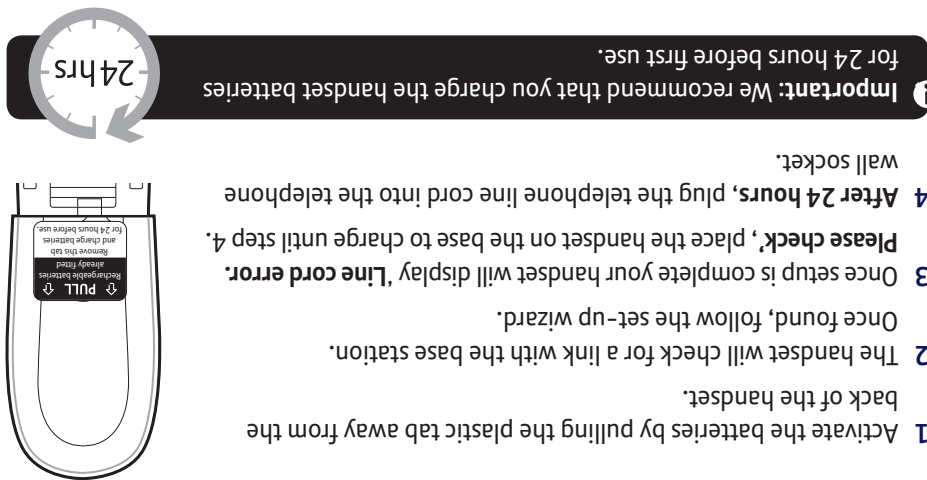 1 Activate the batteries by pulling the plastic tab away from the
back of the handset.
2 The handset will check for a link with the base station.
Once found, follow the set-up wizard.
3 Once setup is complete your handset will display ‘Line cord error.
Please check’, place the handset on the base to charge until step 4.
4 After 24 hours, plug the telephone line cord into the telephone
wall socket.
PULL
Rechargeable batteries
already fitted
Remove this tab
and charge batteries
for 24 hours before use.
Important: We recommend that you charge the handset batteries
for 24 hours before first use.
24hrs